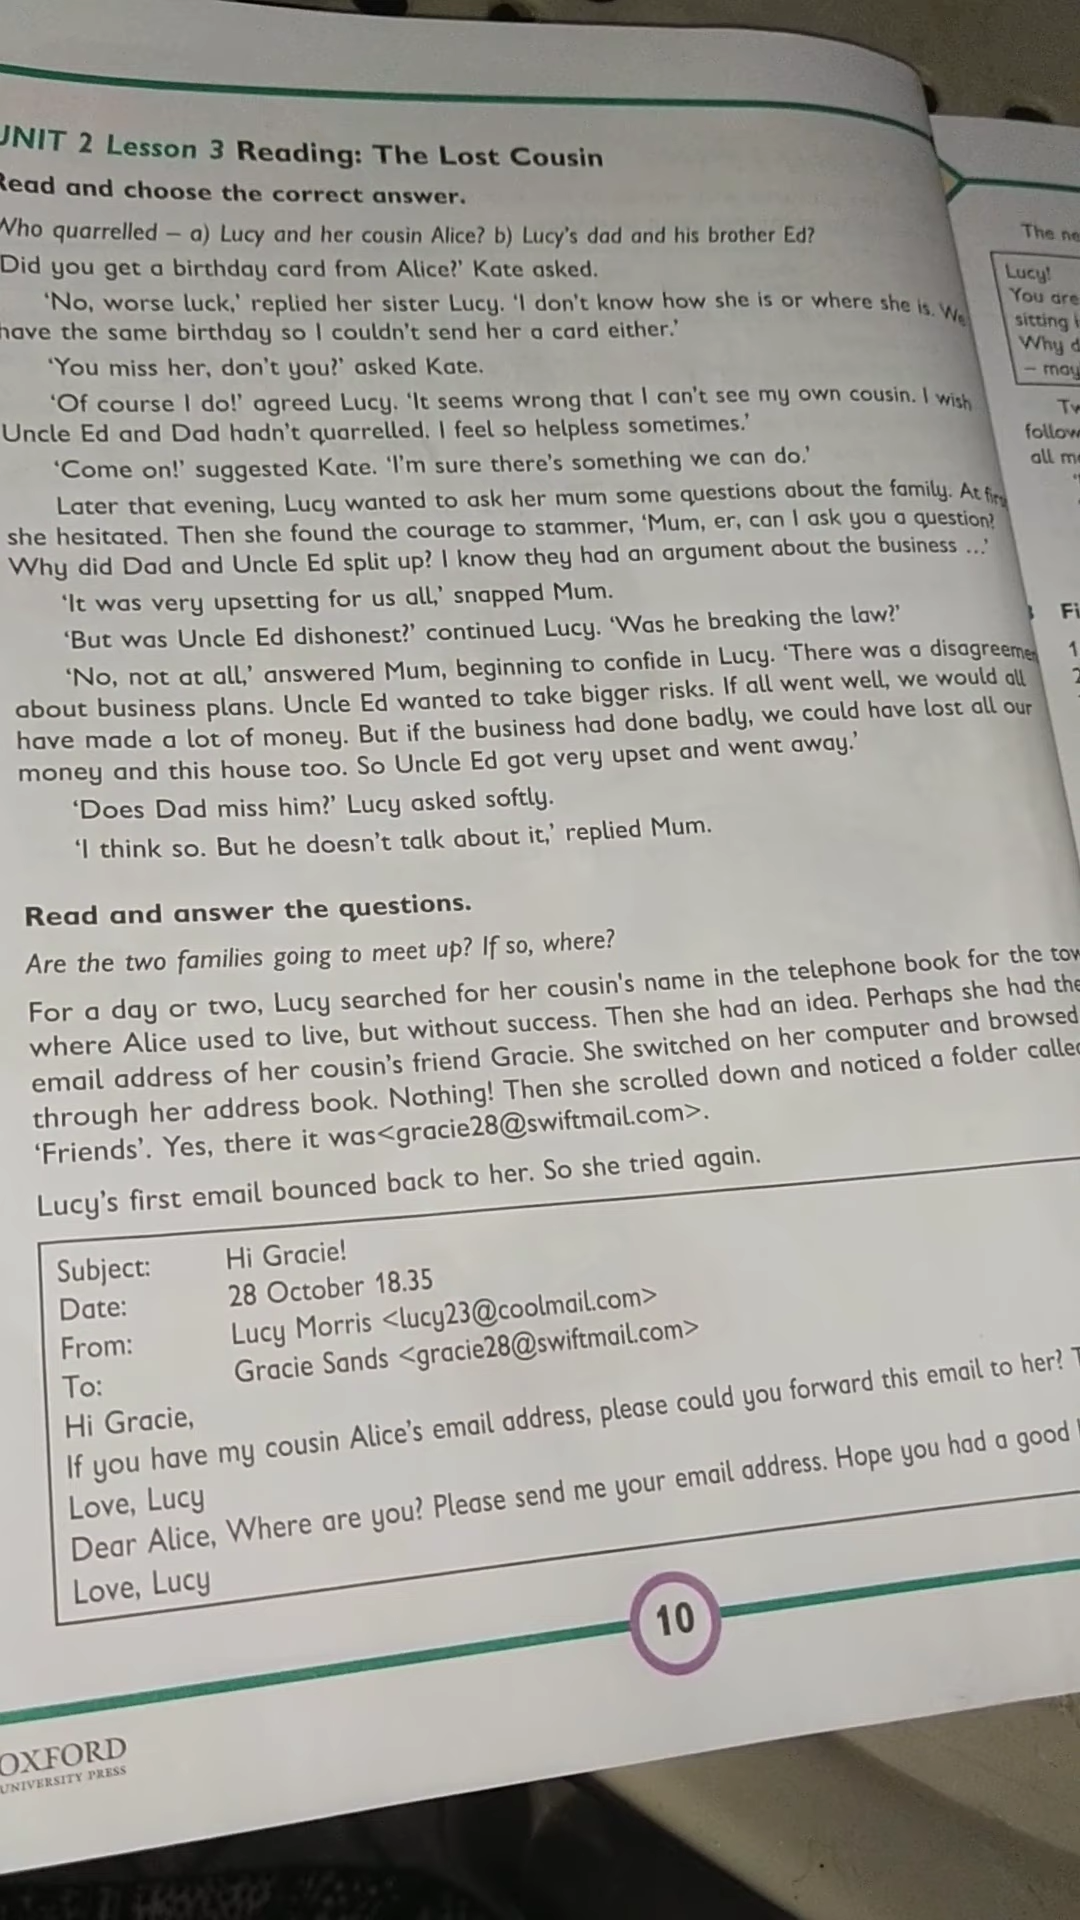 UNIT 2 Lesson 3 Reading: The Lost Cousin
Read and choose the correct answer.
Who quarrelled – a) Lucy and her cousin Alice? b) Lucy's dad and his brother Ed?
Did you get a birthday card from Alice?' Kate asked.
'No, worse luck,' replied her sister Lucy. 'I don't know how she is or where she is. We
have the same birthday so I couldn't send her a card either.'
'You miss her, don't you?' asked Kate.
'Of course I do!' agreed Lucy. 'It seems wrong that I can't see my own cousin. I wish
Uncle Ed and Dad hadn't quarrelled. I feel so helpless sometimes.'
'Come on!' suggested Kate. 'I'm sure there's something we can do.'
Later that evening, Lucy wanted to ask her mum some questions about the family. At first
she hesitated. Then she found the courage to stammer, 'Mum, er, can I ask you a question?
Why did Dad and Uncle Ed split up? I know they had an argument about the business ...'
'It was very upsetting for us all,' snapped Mum.
'But was Uncle Ed dishonest?' continued Lucy. 'Was he breaking the law?'
'No, not at all,' answered Mum, beginning to confide in Lucy. 'There was a disagreemen
about business plans. Uncle Ed wanted to take bigger risks. If all went well, we would all
have made a lot of money. But if the business had done badly, we could have lost all our
money and this house too. So Uncle Ed got very upset and went away.'
'Does Dad miss him?' Lucy asked softly.
'I think so. But he doesn't talk about it,' replied Mum.
Read and answer the questions.
Are the two families going to meet up? If so, where?
For a day or two, Lucy searched for her cousin's name in the telephone book for the tow
where Alice used to live, but without success. Then she had an idea. Perhaps she had the
email address of her cousin's friend Gracie. She switched on her computer and browsed
through her address book. Nothing! Then she scrolled down and noticed a folder called
'Friends'. Yes, there it was<gracie28@swiftmail.com>.
Lucy's first email bounced back to her. So she tried again.
Subject: Hi Gracie!
Date: 28 October 18.35
From: Lucy Morris <lucy23@coolmail.com>
To: Gracie Sands <gracie28@swiftmail.com>
Hi Gracie,
If you have my cousin Alice's email address, please could you forward this email to her? T
Love, Lucy
Dear Alice, Where are you? Please send me your email address. Hope you had a good
Love, Lucy
10
OXFORD
UNIVERSITY PRESS
The ne
Lucy!
You are
sitting i
Why d
– may
Tw
follow
all m
Fi
1
2